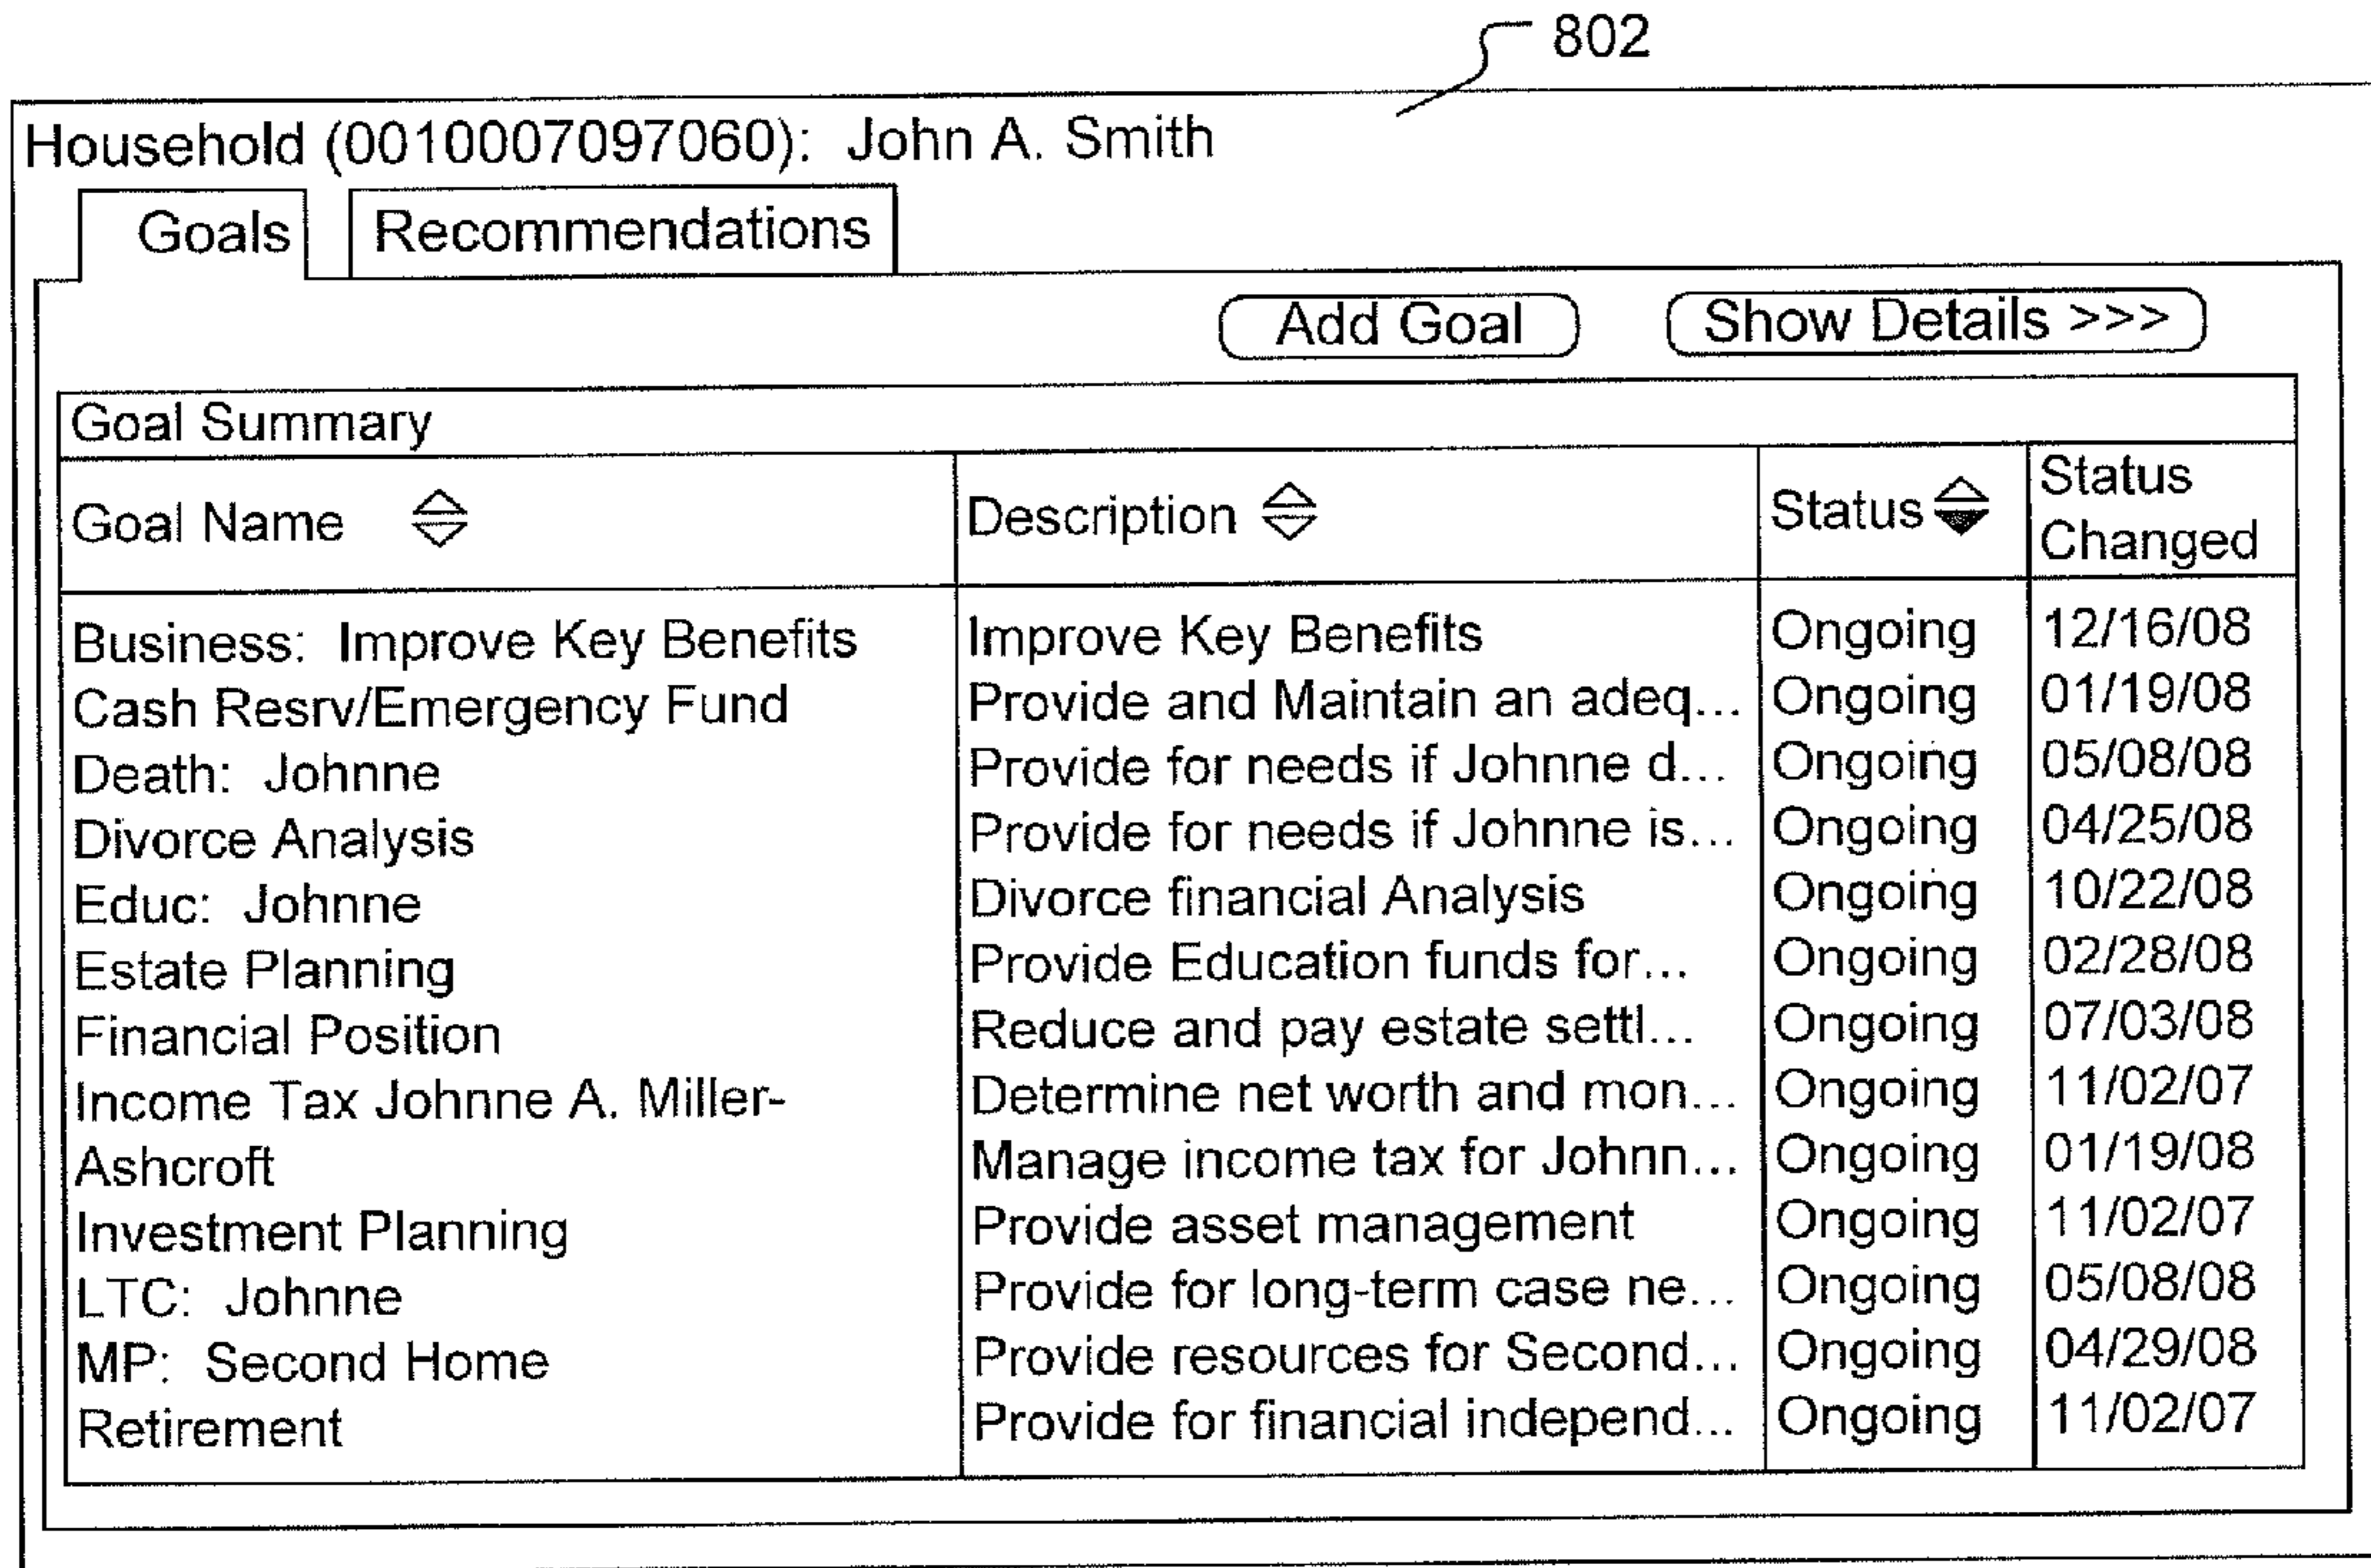 802
Household (0010007097060): John A. Smith
Goals Recommendations
Add Goal Show Details >>>
Goal Summary
Goal Name Description Status Status Changed
Business: Improve Key Benefits Improve Key Benefits Ongoing 12/16/08
Cash Resrv/Emergency Fund Provide and Maintain an adeq... Ongoing 01/19/08
Death: Johnne Provide for needs if Johnne d... Ongoing 05/08/08
Divorce Analysis Provide for needs if Johnne is... Ongoing 04/25/08
Educ: Johnne Divorce financial Analysis Ongoing 10/22/08
Estate Planning Provide Education funds for... Ongoing 02/28/08
Financial Position Reduce and pay estate settl... Ongoing 07/03/08
Income Tax Johnne A. Miller- Determine net worth and mon... Ongoing 11/02/07
Ashcroft Manage income tax for Johnn... Ongoing 01/19/08
Investment Planning Provide asset management Ongoing 11/02/07
LTC: Johnne Provide for long-term case ne... Ongoing 05/08/08
MP: Second Home Provide resources for Second... Ongoing 04/29/08
Retirement Provide for financial independ... Ongoing 11/02/07